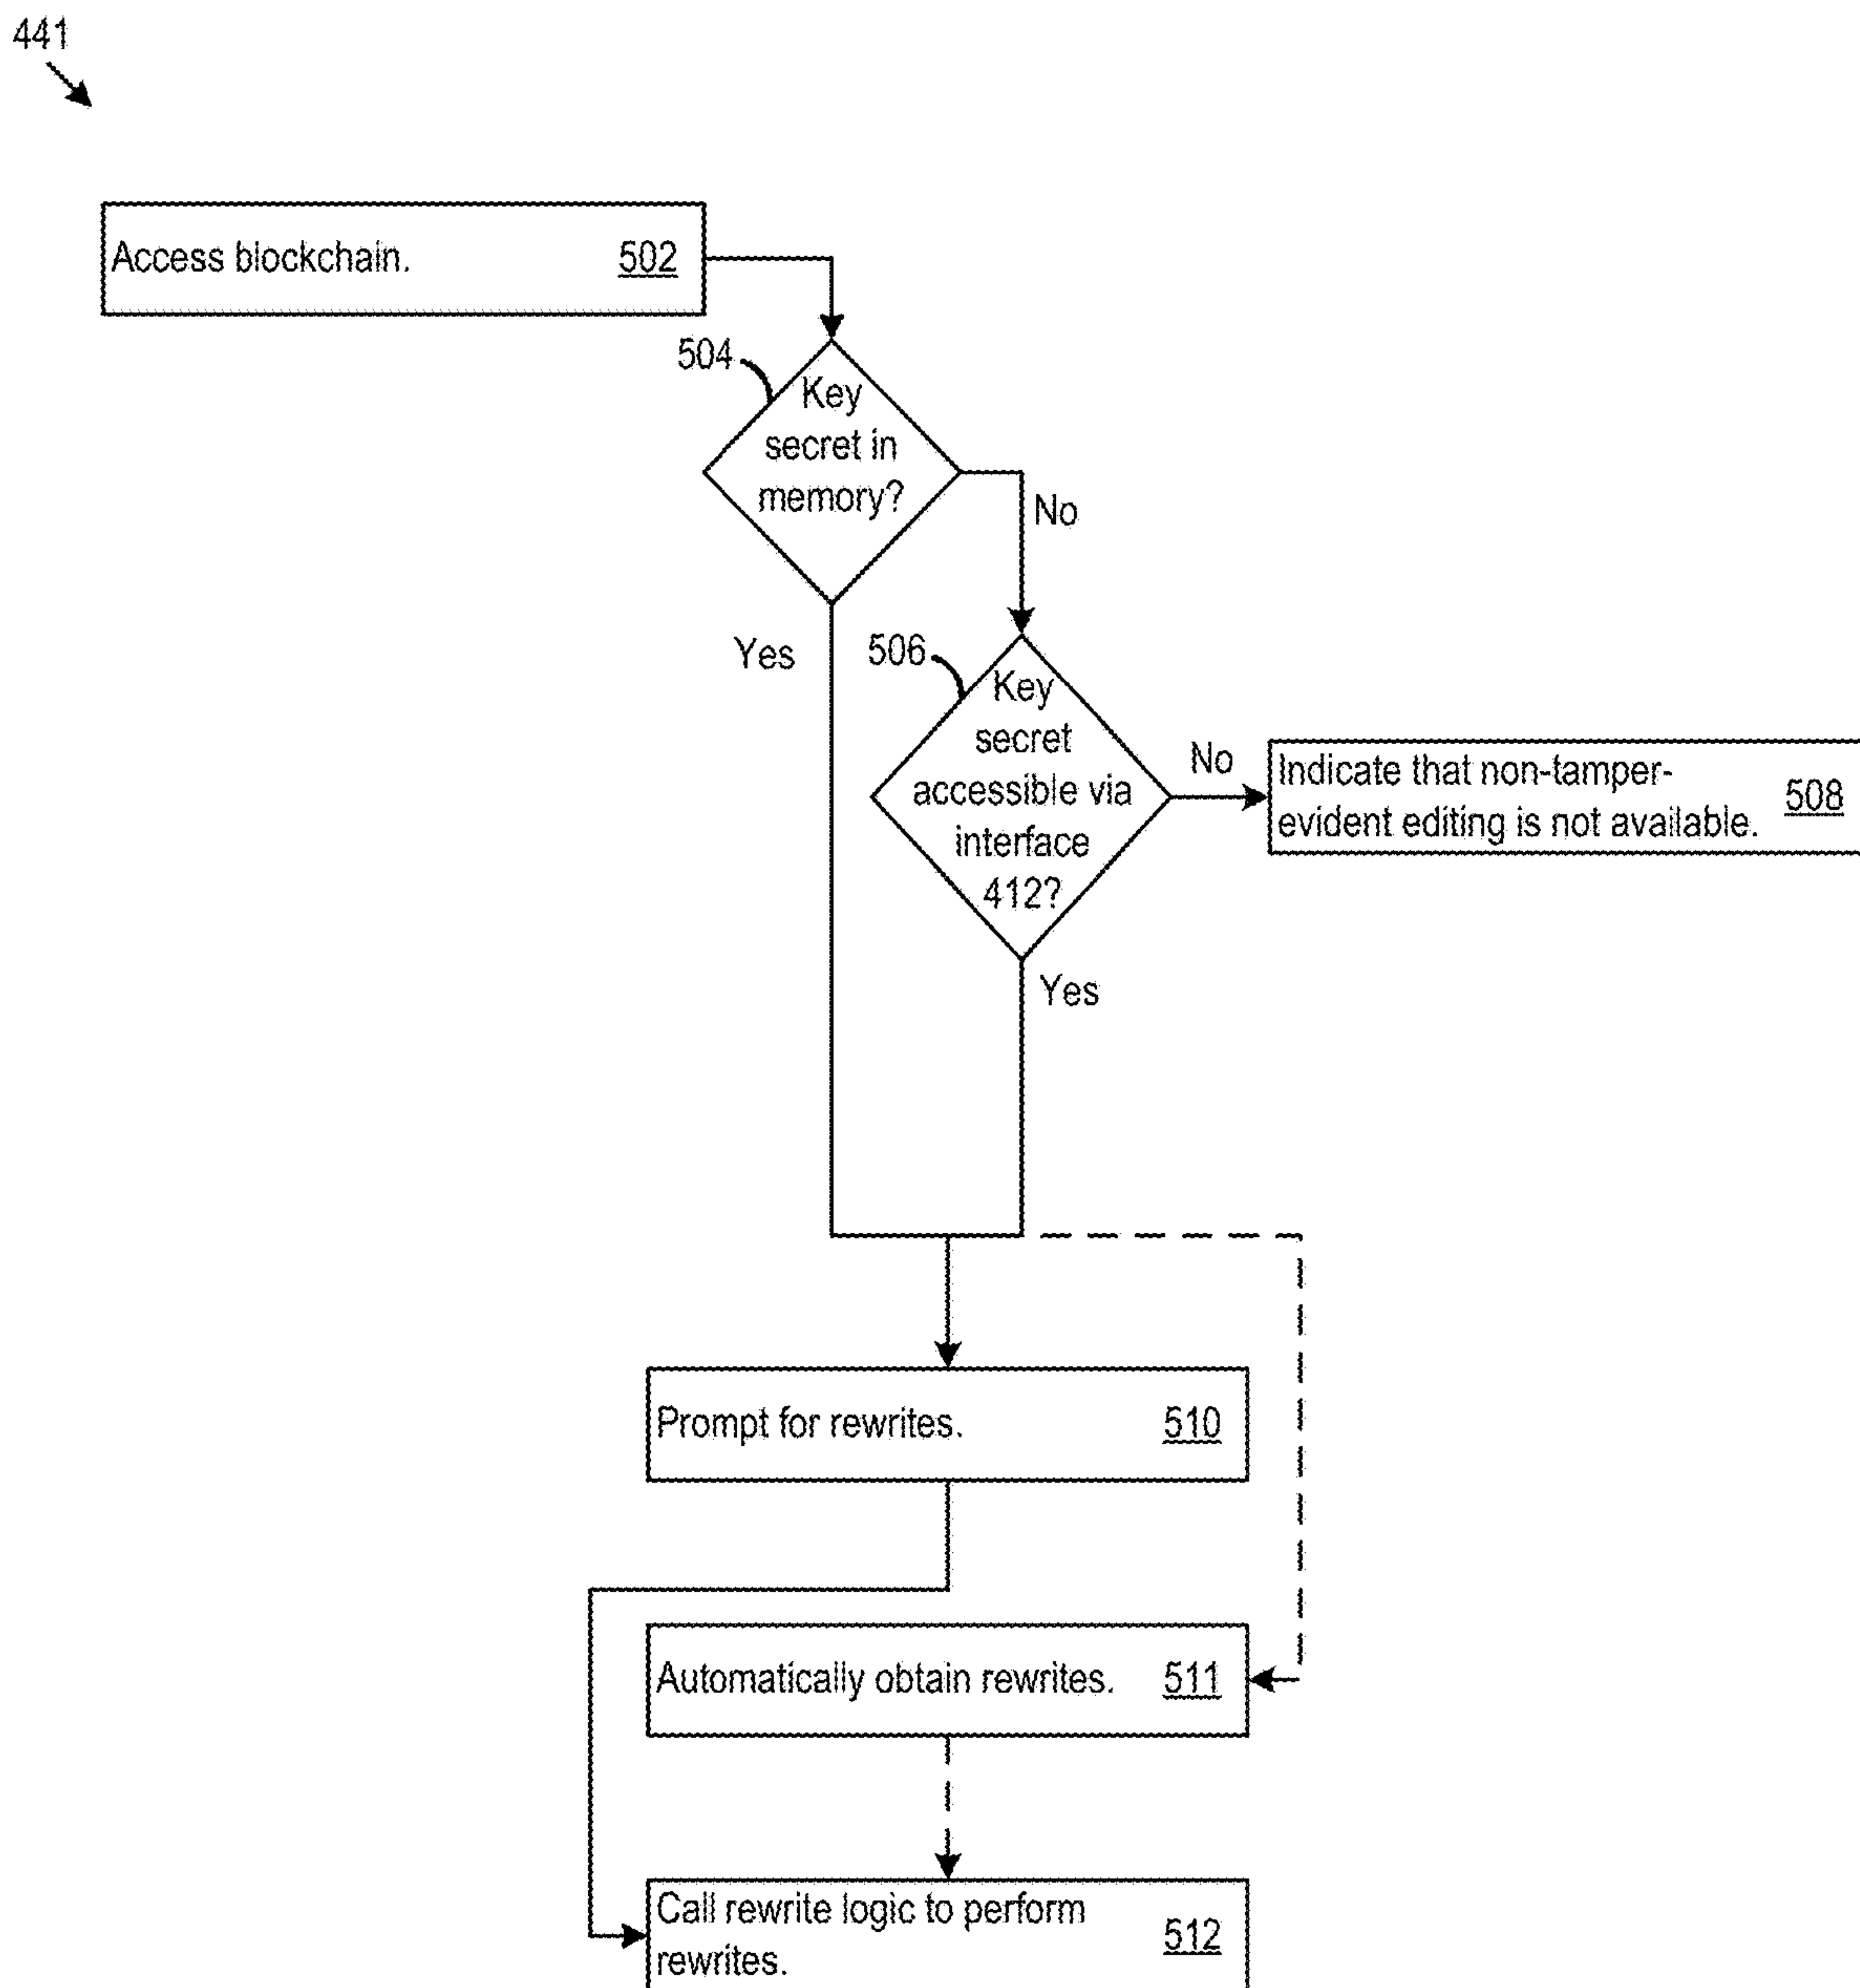 441
Access blockchain. 502
504
Key
secret in
memory?
No
Yes
506
Key
secret
accessible via
interface
412?
No
Indicate that non-tamper-
evident editing is not available. 508
Yes
Prompt for rewrites. 510
Automatically obtain rewrites. 511
Call rewrite logic to perform
rewrites. 512